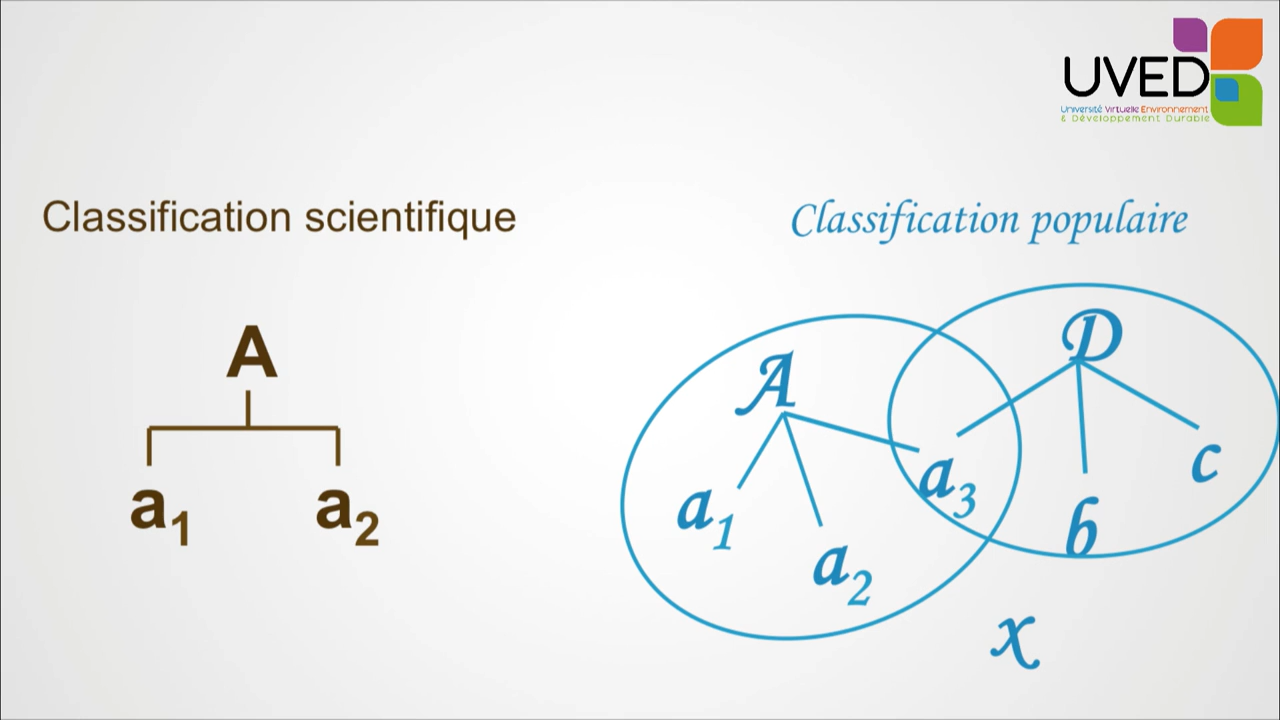 UVED
Université Virtuelle Environnement
& Développement Durable
Classification scientifique
A
a1 a2
Classification populaire
A D
a1 a2 a3 b c
x